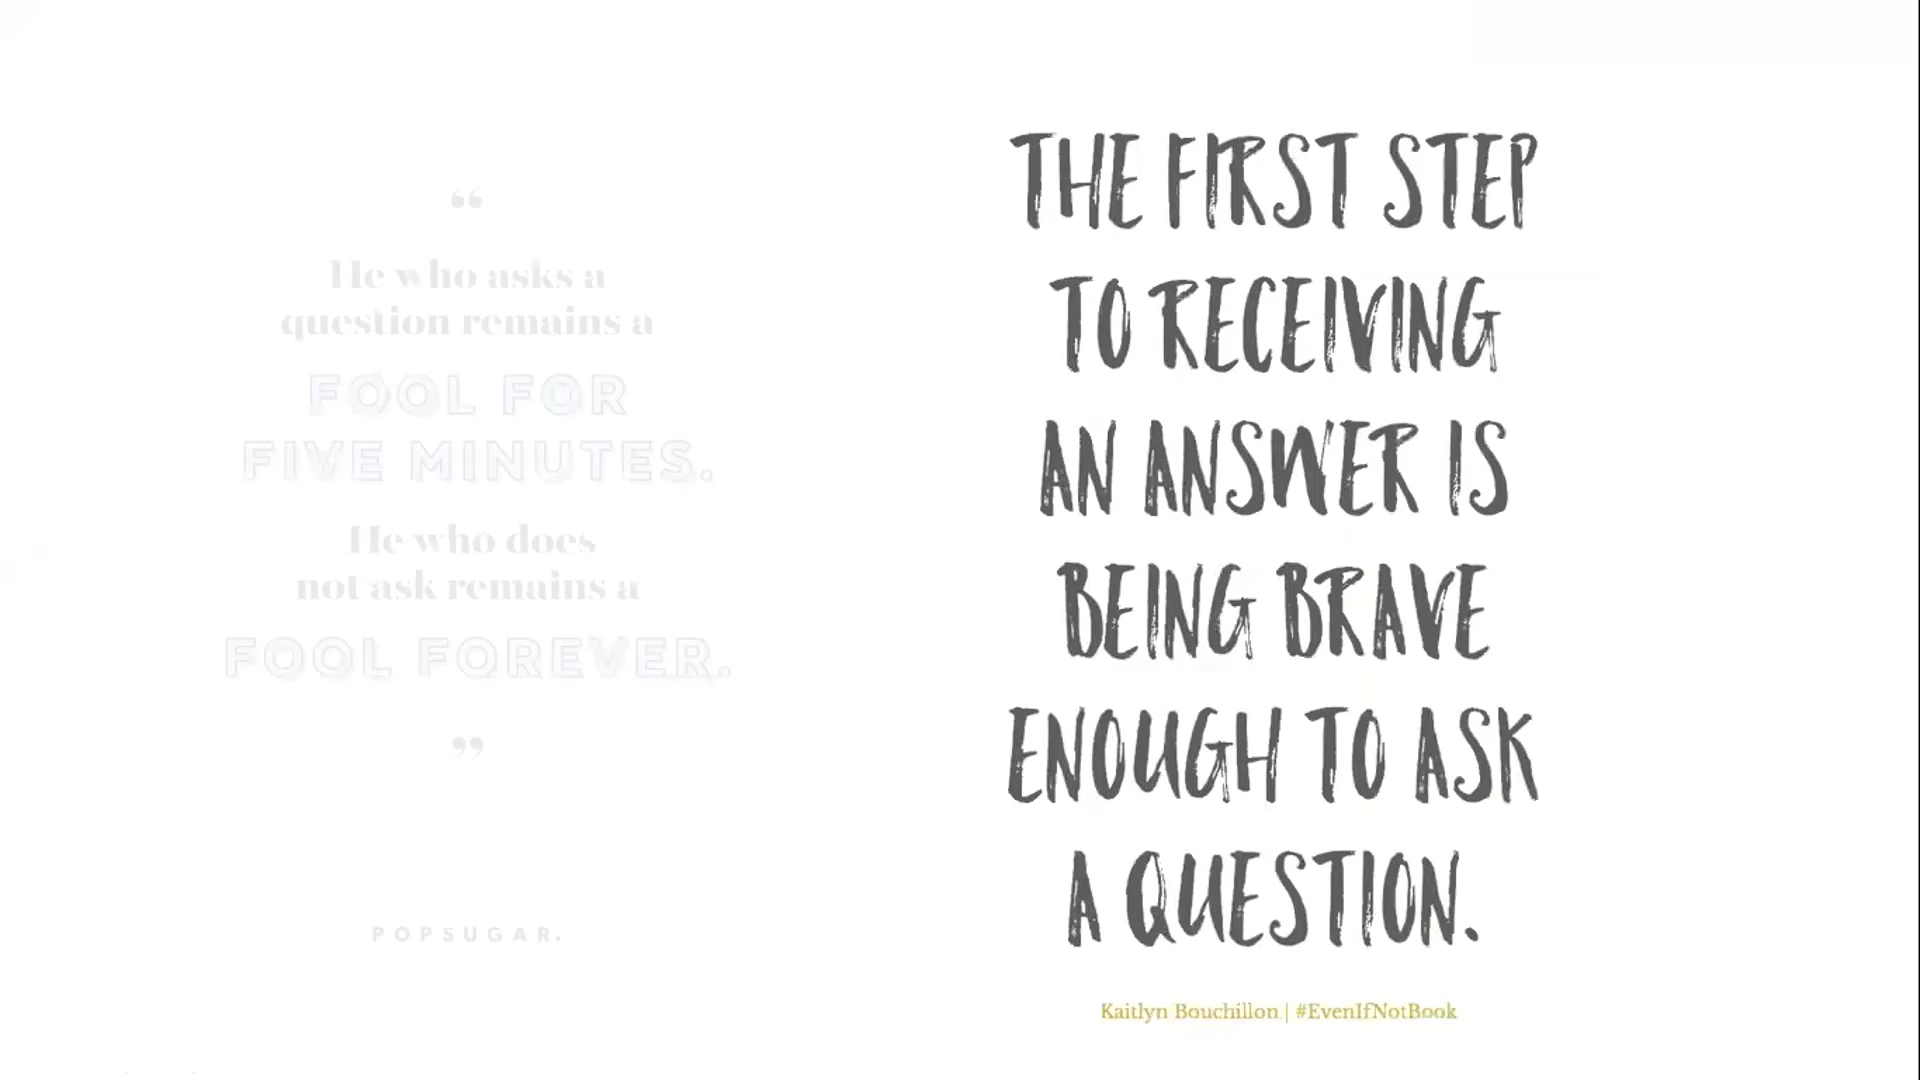 “
He who asks a
question remains a
FOOL FOR
FIVE MINUTES.
He who does
not ask remains a
FOOL FOREVER.
”
POPSUGAR.
THE FIRST STEP
TO RECEIVING
AN ANSWER IS
BEING BRAVE
ENOUGH TO ASK
A QUESTION.
Kaitlyn Bouchillon | #EvenIfNotBook